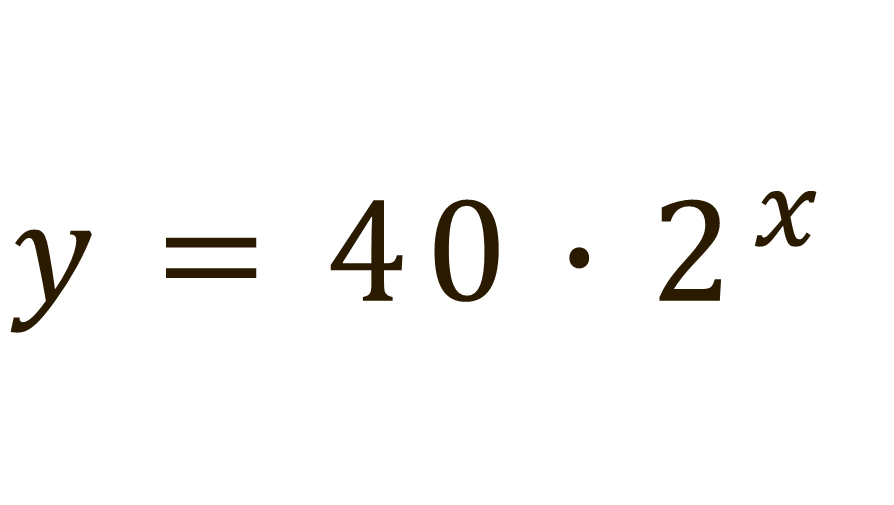 y = 40 · 2^x